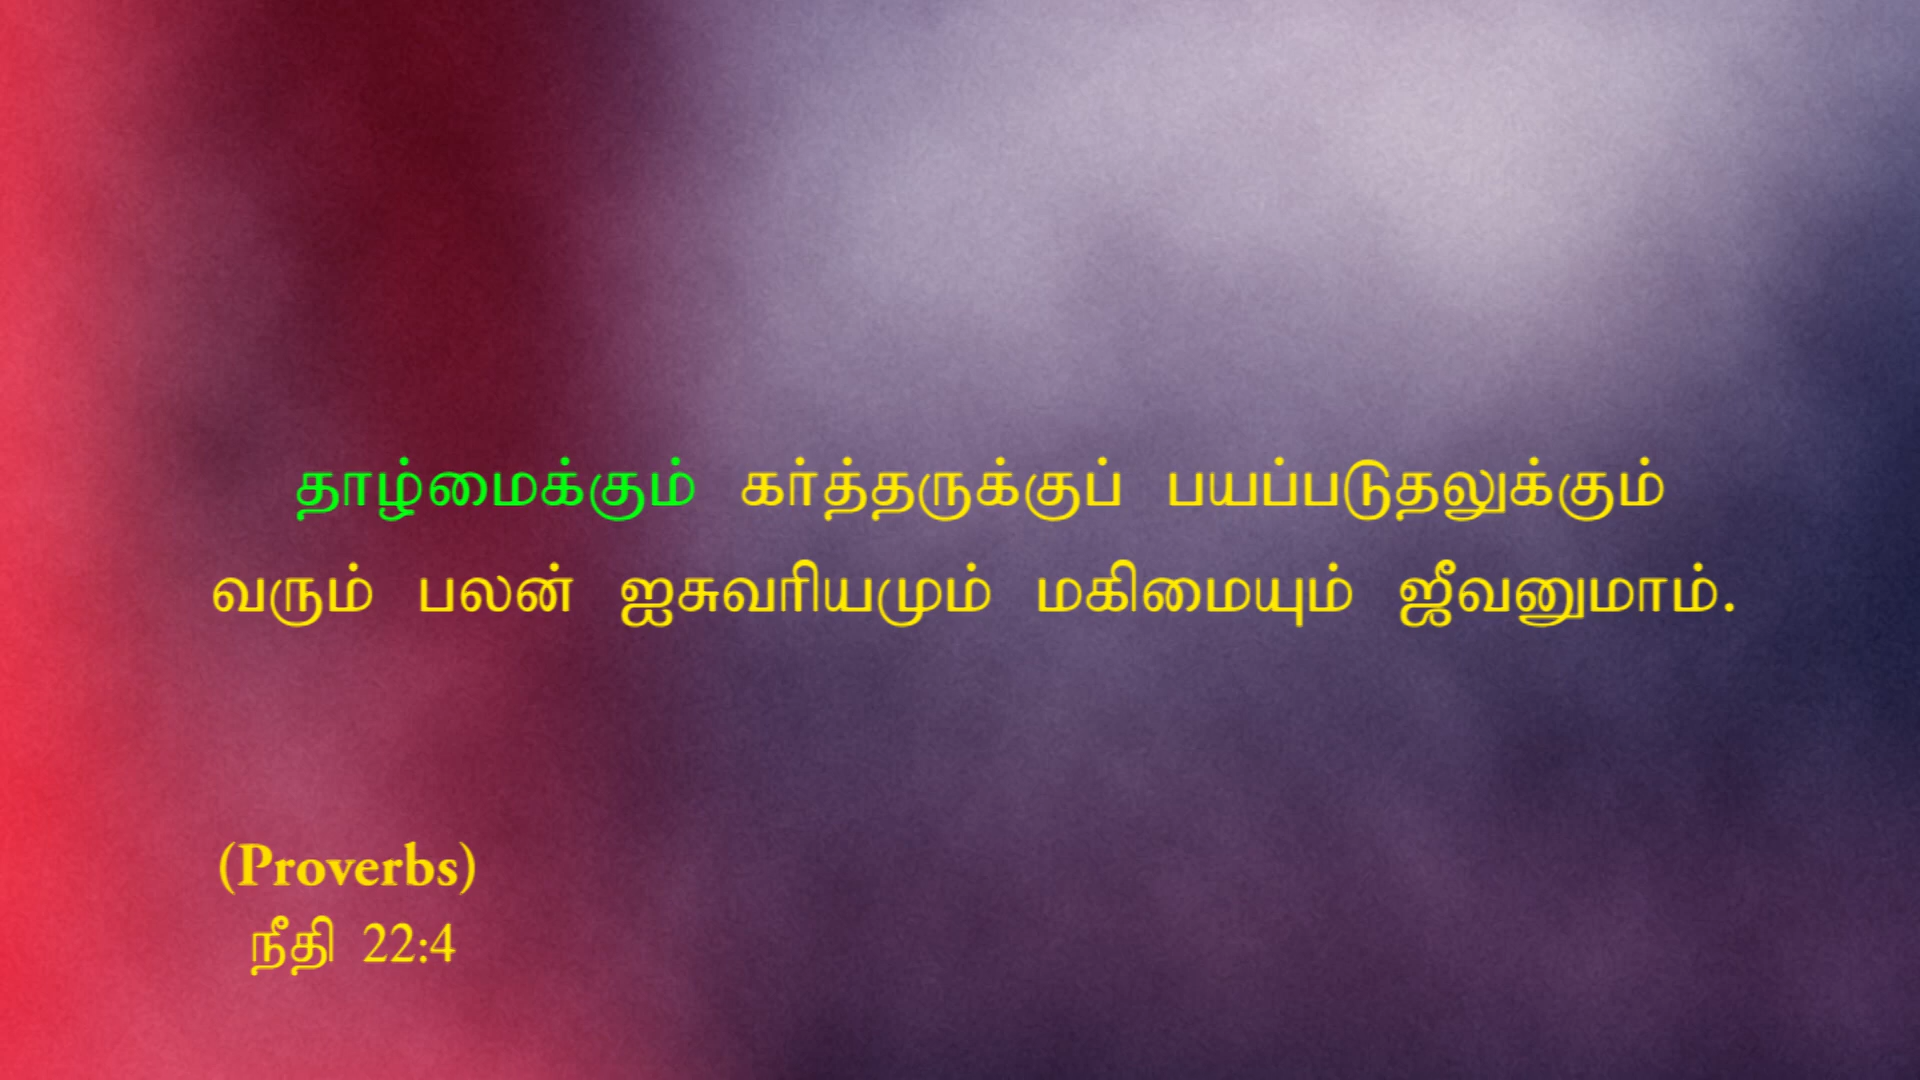 தாழ்மைக்கும் கர்த்தருக்குப் பயப்படுதலுக்கும்
வரும் பலன் ஐசுவரியமும் மகிமையும் ஜீவனுமாம்.
(Proverbs)
நீதி 22:4